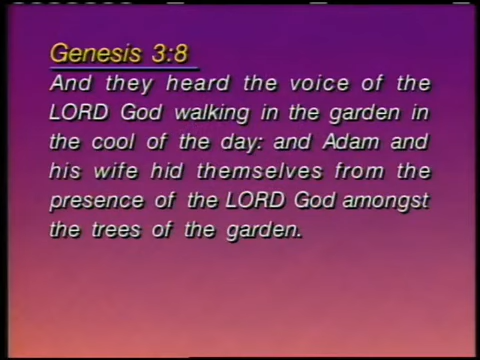 Genesis 3:8
And they heard the voice of the
LORD God walking in the garden in
the cool of the day: and Adam and
his wife hid themselves from the
presence of the LORD God amongst
the trees of the garden.